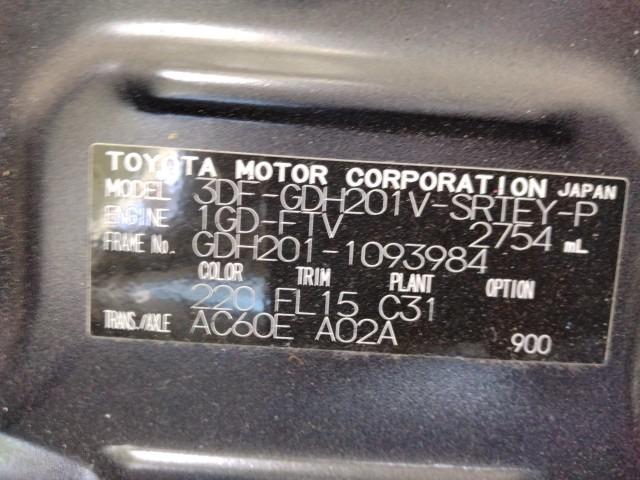 TOYOTA MOTOR CORPORATION JAPAN
MODEL 3DF-GDH201V-SRTEY-P
ENGINE 1GD-FTV 2754 mL
FRAME No. GDH201-1093984
COLOR TRIM PLANT OPTION
220 FL15 C31
TRANS./AXLE AC60E A02A 900